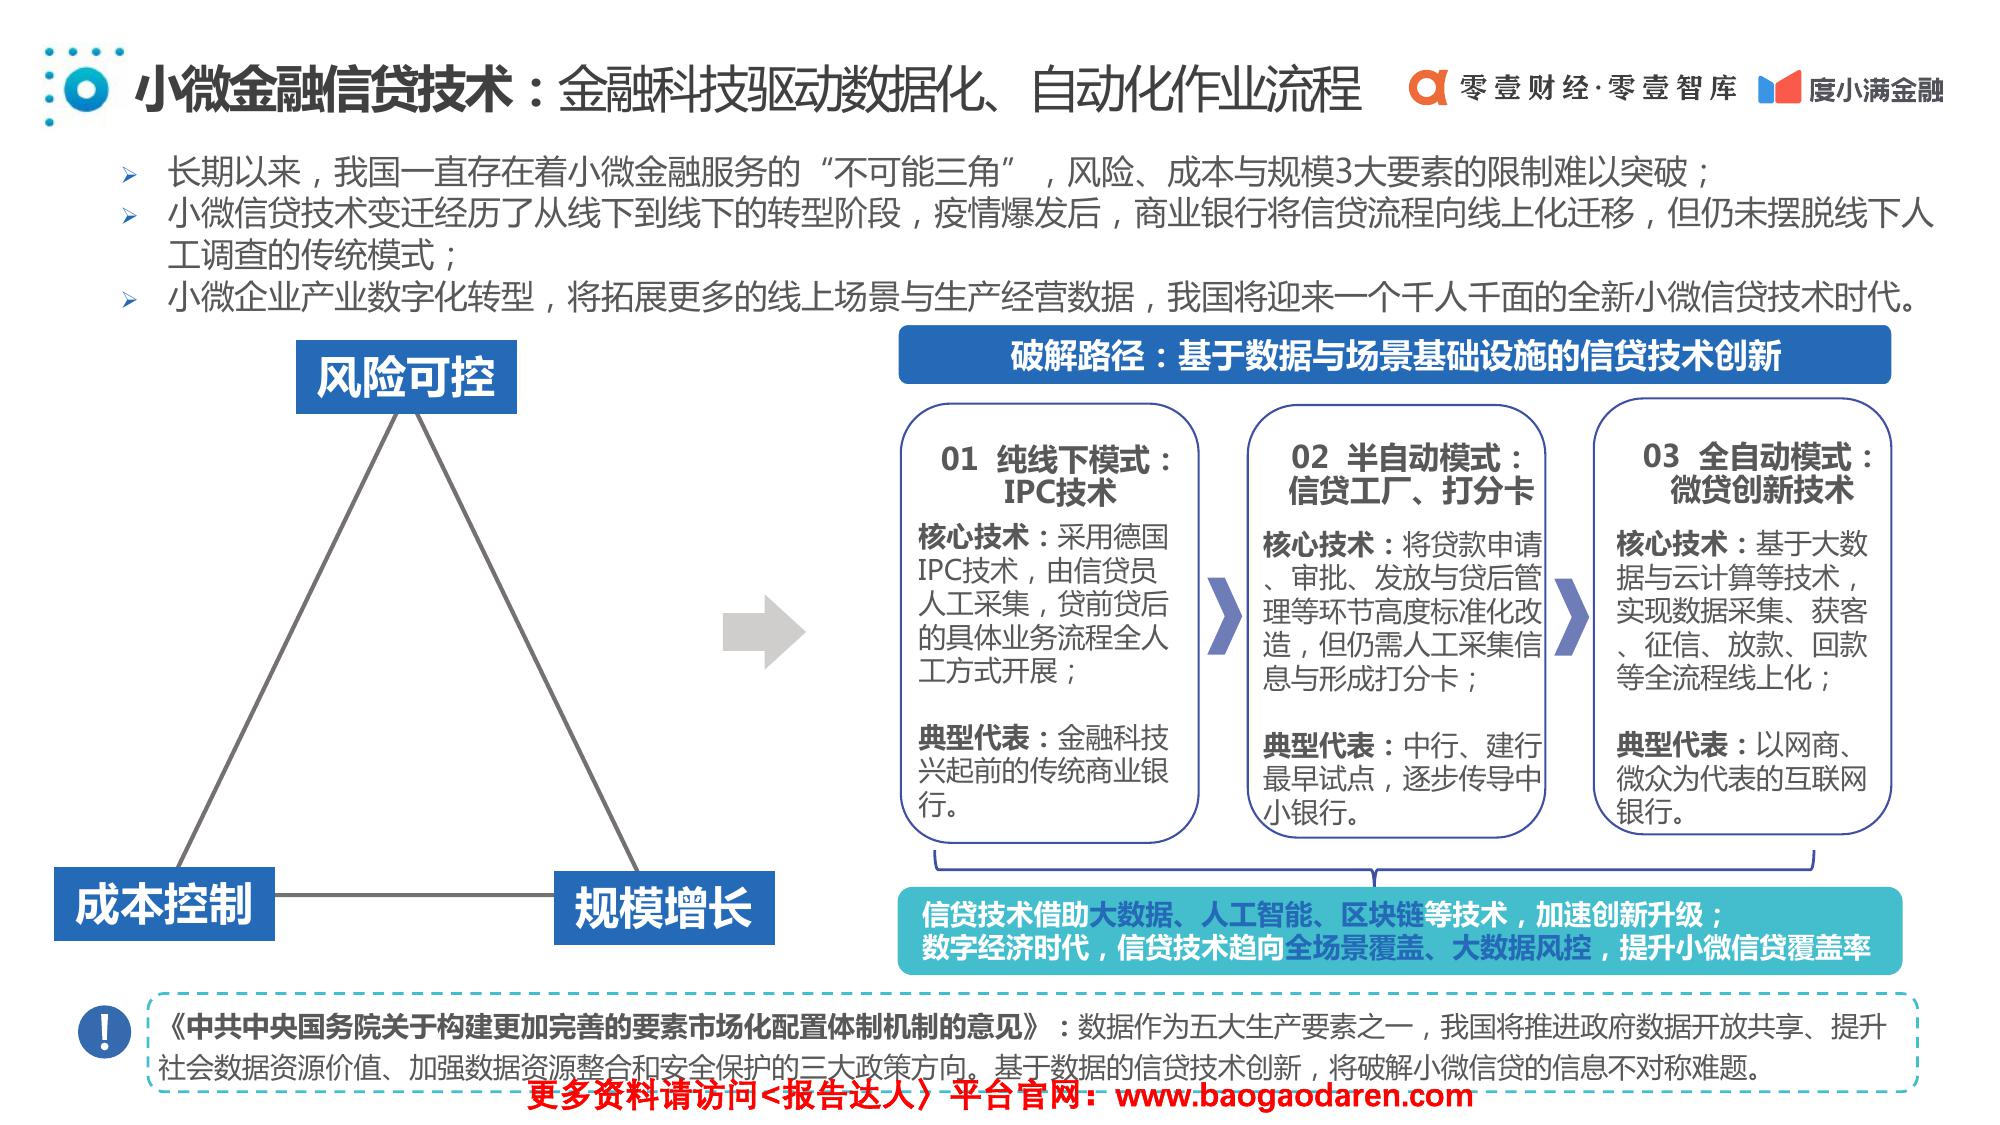 小微金融信贷技术：金融科技驱动数据化、自动化作业流程
零壹财经·零壹智库
度小满金融
长期以来，我国一直存在着小微金融服务的“不可能三角”，风险、成本与规模3大要素的限制难以突破；
小微信贷技术变迁经历了从线下到线下的转型阶段，疫情爆发后，商业银行将信贷流程向线上化迁移，但仍未摆脱线下人
工调查的传统模式；
小微企业产业数字化转型，将拓展更多的线上场景与生产经营数据，我国将迎来一个千人千面的全新小微信贷技术时代。
风险可控
成本控制
规模增长
破解路径：基于数据与场景基础设施的信贷技术创新
01 纯线下模式：
IPC技术
核心技术：采用德国
IPC技术，由信贷员
人工采集，贷前贷后
的具体业务流程全人
工方式开展；
典型代表：金融科技
兴起前的传统商业银
行。
02 半自动模式：
信贷工厂、打分卡
核心技术：将贷款申请
、审批、发放与贷后管
理等环节高度标准化改
造，但仍需人工采集信
息与形成打分卡；
典型代表：中行、建行
最早试点，逐步传导中
小银行。
03 全自动模式：
微贷创新技术
核心技术：基于大数
据与云计算等技术，
实现数据采集、获客
、征信、放款、回款
等全流程线上化；
典型代表：以网商、
微众为代表的互联网
银行。
信贷技术借助大数据、人工智能、区块链等技术，加速创新升级；
数字经济时代，信贷技术趋向全场景覆盖、大数据风控，提升小微信贷覆盖率
!
《中共中央国务院关于构建更加完善的要素市场化配置体制机制的意见》：数据作为五大生产要素之一，我国将推进政府数据开放共享、提升
社会数据资源价值、加强数据资源整合和安全保护的三大政策方向。基于数据的信贷技术创新，将破解小微信贷的信息不对称难题。
更多资料请访问<报告达人〉平台官网：www.baogaodaren.com